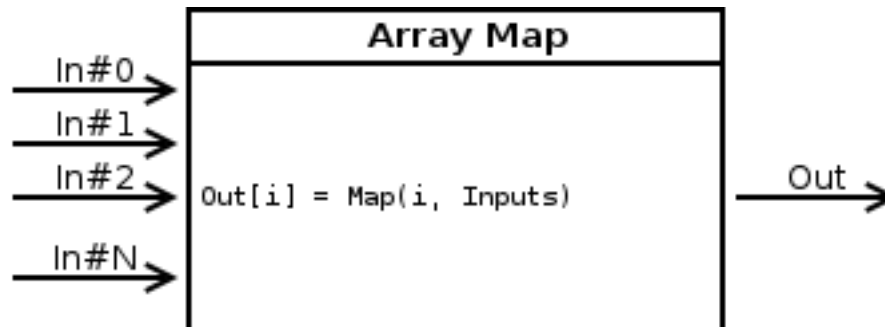 Array Map
In#0
In#1
In#2
Out[i] = Map(i, Inputs)
Out
In#N